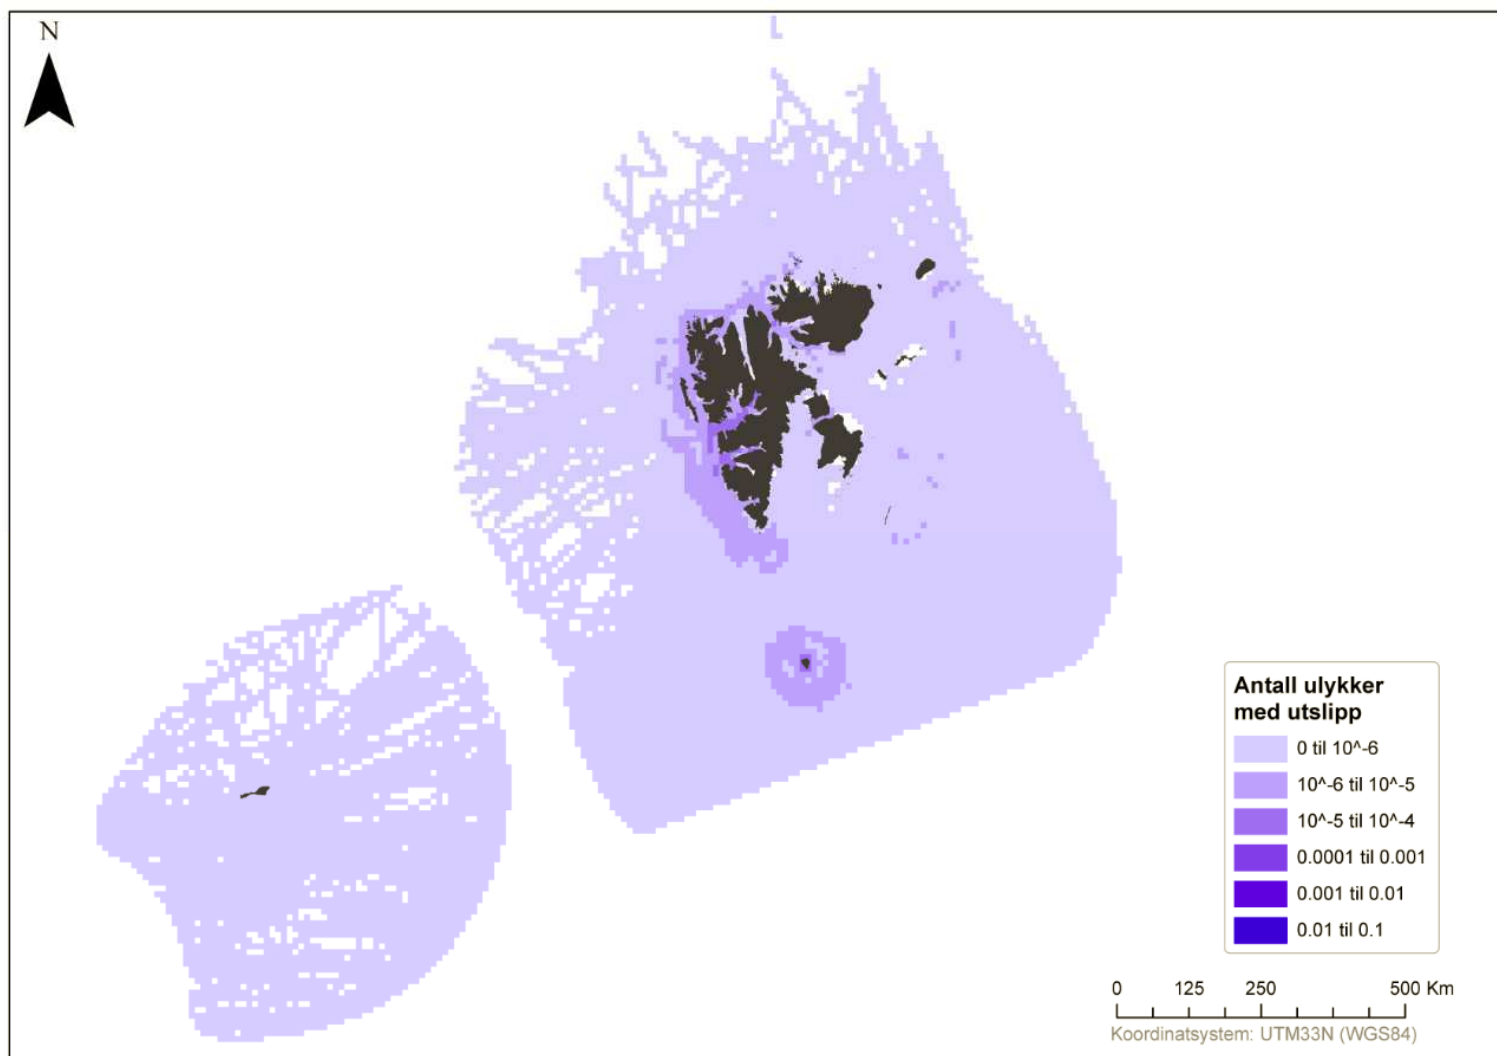 N
Antall ulykker
med utslipp
0 til 10^-6
10^-6 til 10^-5
10^-5 til 10^-4
0.0001 til 0.001
0.001 til 0.01
0.01 til 0.1
0 125 250 500 Km
Koordinatsystem: UTM33N (WGS84)